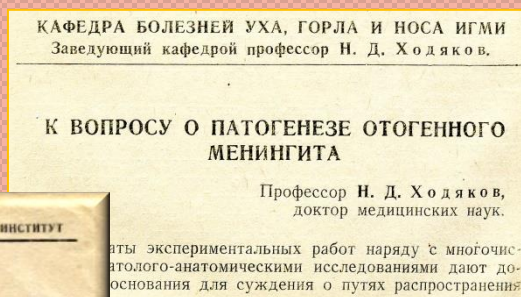 КАФЕДРА БОЛЕЗНЕЙ УХА, ГОРЛА И НОСА ИГМИ
Заведующий кафедрой профессор Н. Д. Ходяков.
К ВОПРОСУ О ПАТОГЕНЕЗЕ ОТОГЕННОГО
МЕНИНГИТА
Профессор Н. Д. Ходяков,
доктор медицинских наук.
ИНСТИТУТ
аты экспериментальных работ наряду с многочис-
атолого-анатомическими исследованиями дают до-
основания для суждения о путях распространения